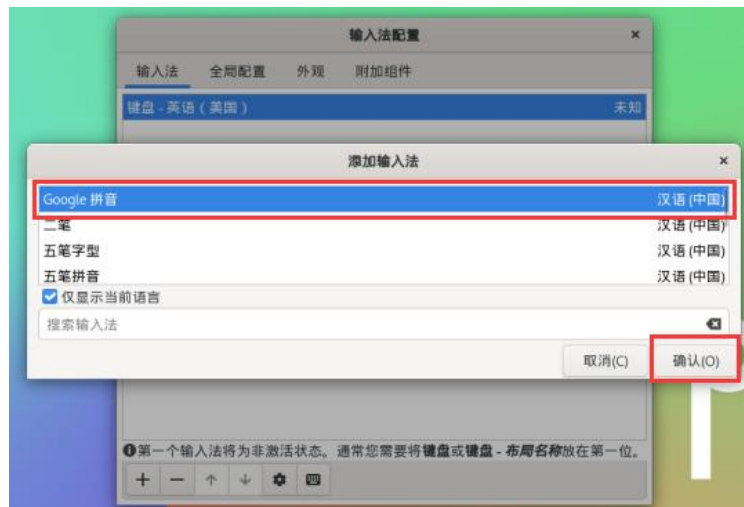 输入法配置
输入法 全局配置 外观 附加组件
键盘 - 英语（美国） 未知
添加输入法
Google 拼音 汉语 (中国)
二笔 汉语 (中国)
五笔字型 汉语 (中国)
五笔拼音 汉语 (中国)
仅显示当前语言
搜索输入法
取消(C) 确认(O)
第一个输入法将为非激活状态。通常您需要将键盘或键盘 - 布局名称放在第一位。